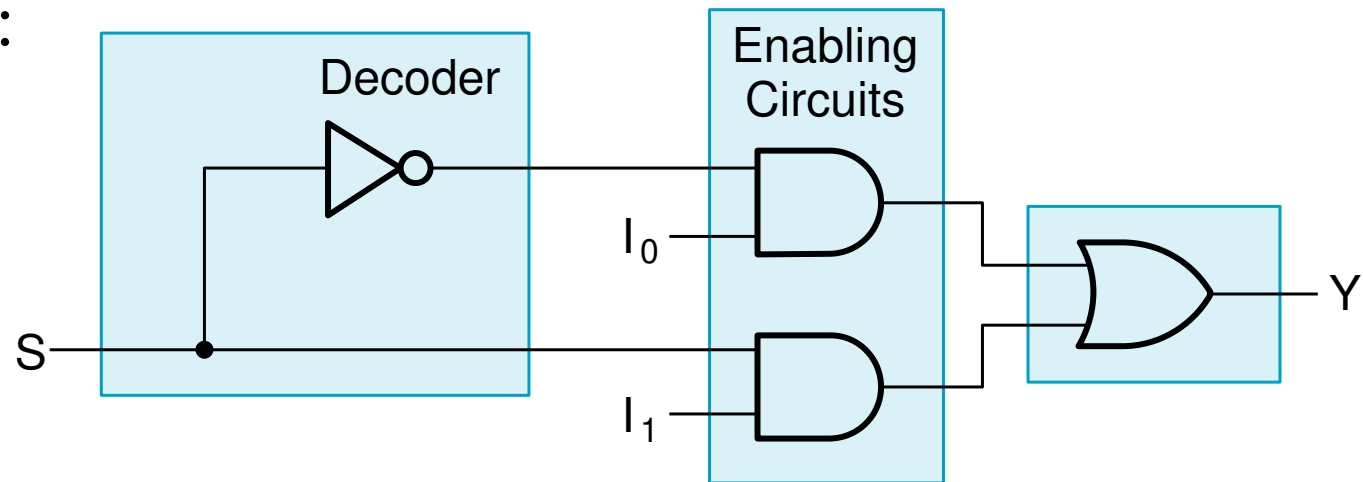 :
Decoder
Enabling
Circuits
I0
S
I1
Y